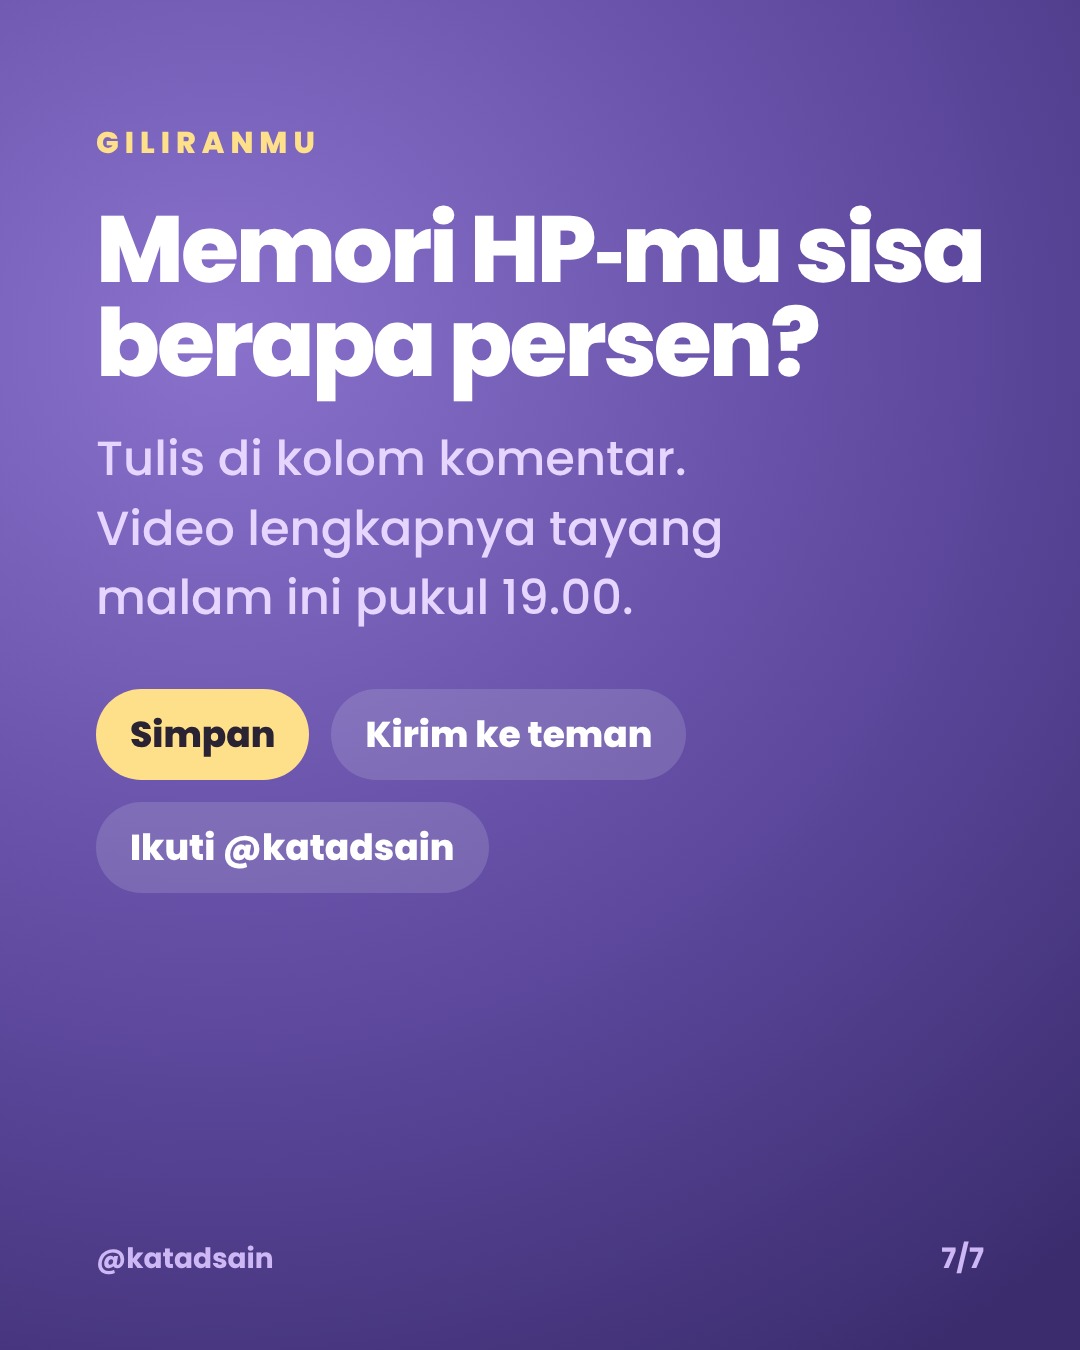 GILIRANMU
Memori HP-mu sisa
berapa persen?
Tulis di kolom komentar.
Video lengkapnya tayang
malam ini pukul 19.00.
Simpan
Kirim ke teman
Ikuti @katadsain
@katadsain
7/7